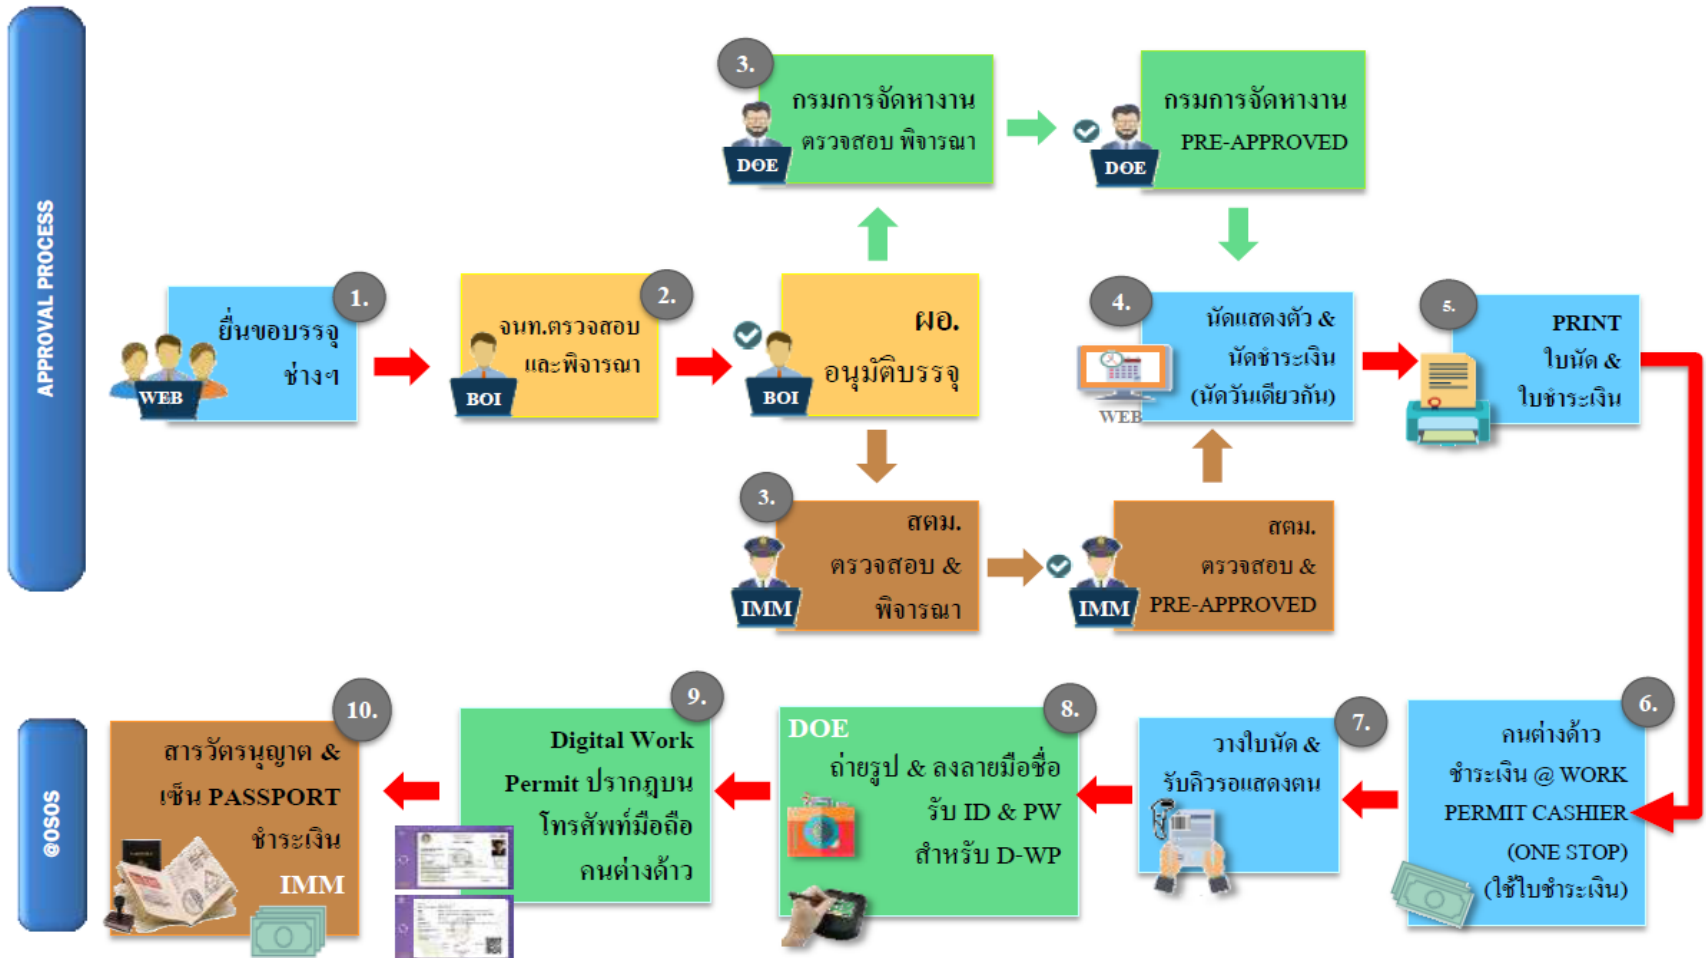 APPROVAL PROCESS
1.
ยื่นขอบรรจุ
ช่างฯ
WEB
2.
จนท.ตรวจสอบ
และพิจารณา
BOI
ผอ.
อนุมัติบรรจุ
BOI
3.
กรมการจัดหางาน
ตรวจสอบ พิจารณา
DOE
กรมการจัดหางาน
PRE-APPROVED
DOE
3.
สตม.
ตรวจสอบ &
พิจารณา
IMM
สตม.
ตรวจสอบ &
PRE-APPROVED
IMM
4.
นัดแสดงตัว &
นัดชำระเงิน
(นัดวันเดียวกัน)
WEB
5.
PRINT
ใบนัด &
ใบชำระเงิน
@OSOS
6.
คนต่างด้าว
ชำระเงิน @ WORK
PERMIT CASHIER
(ONE STOP)
(ใช้ใบชำระเงิน)
7.
วางใบนัด &
รับคิวรอแสดงตน
8.
DOE
ถ่ายรูป & ลงลายมือชื่อ
รับ ID & PW
สำหรับ D-WP
9.
Digital Work
Permit ปรากฎบน
โทรศัพท์มือถือ
คนต่างด้าว
10.
สารวัตรนุญาต &
เซ็น PASSPORT
ชำระเงิน
IMM